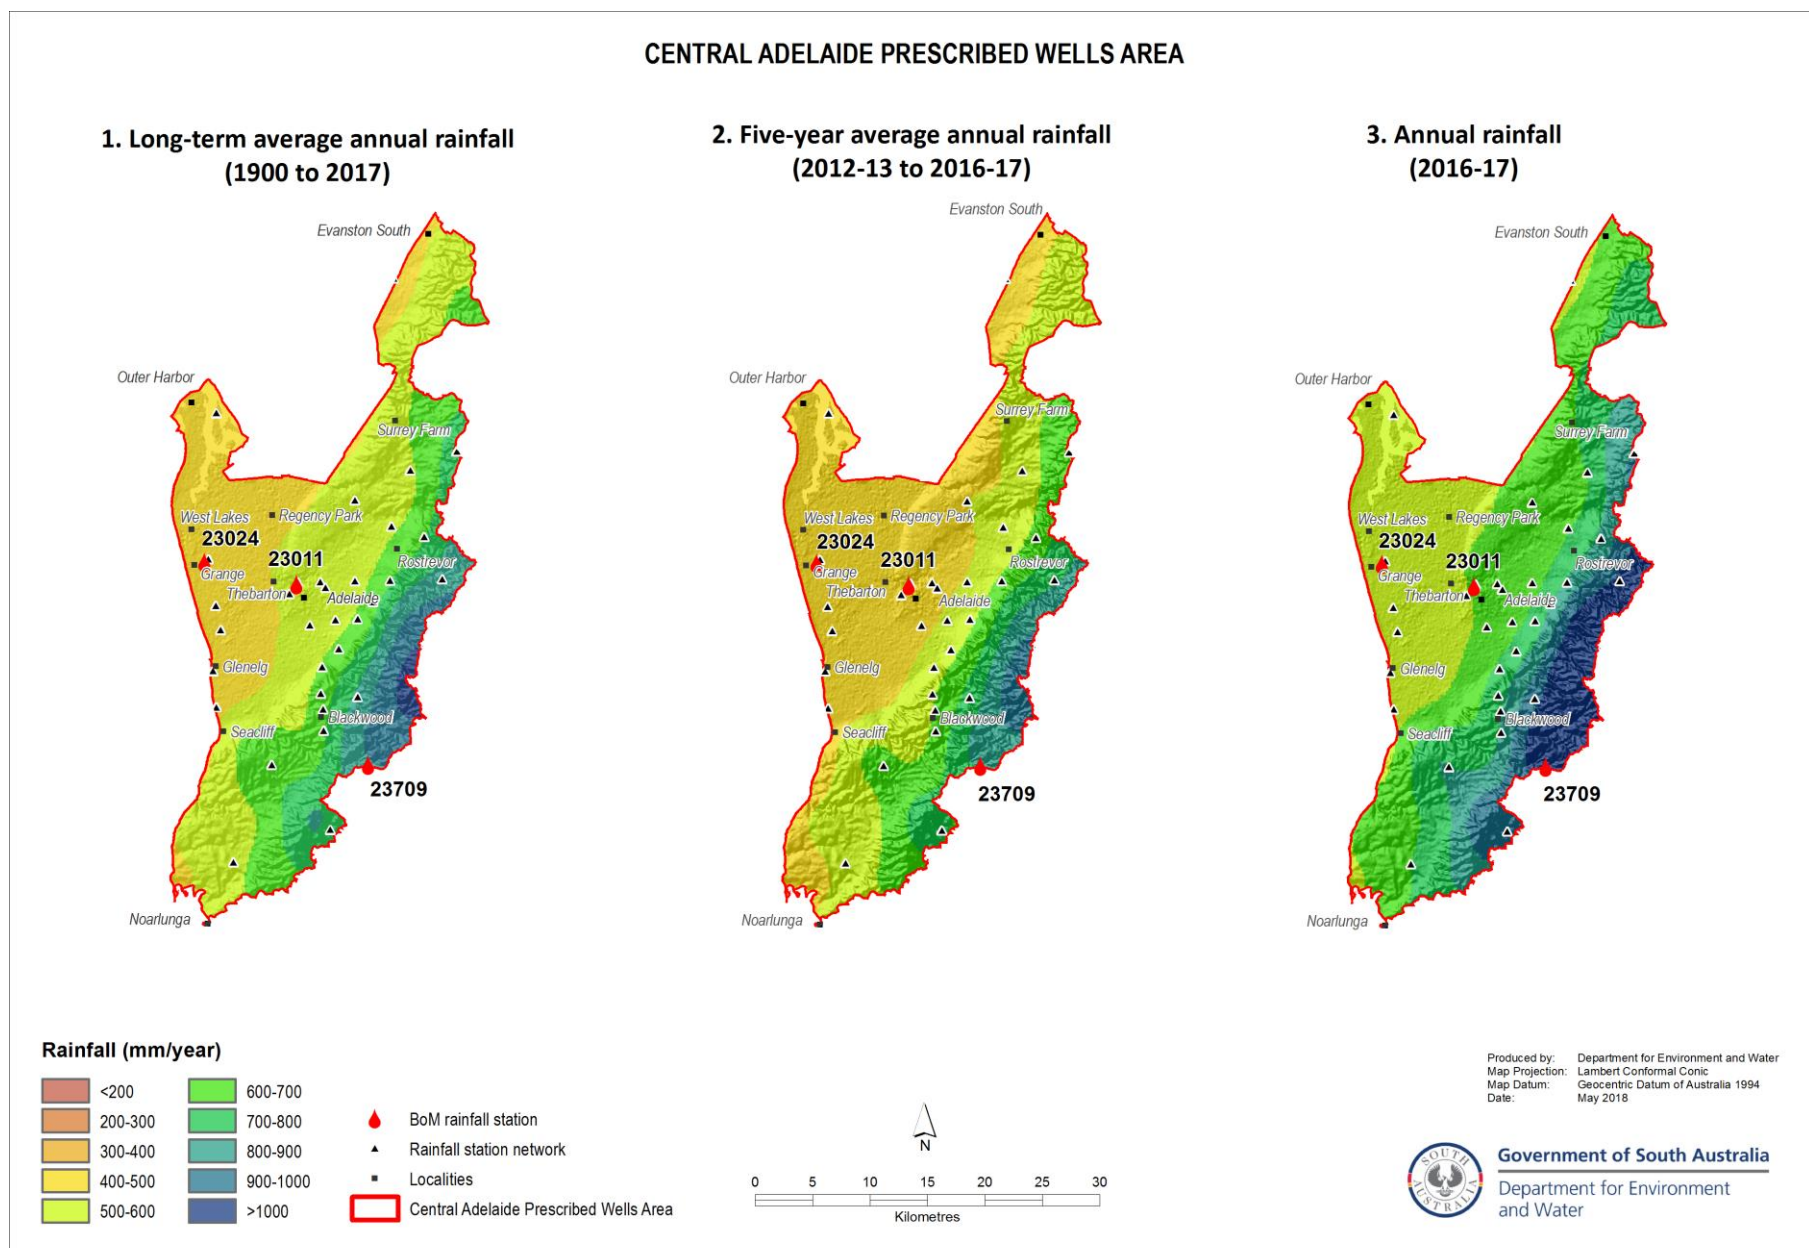 CENTRAL ADELAIDE PRESCRIBED WELLS AREA
1. Long-term average annual rainfall
(1900 to 2017)
Evanston South
Outer Harbor
Surrey Farm
West Lakes
Regency Park
23024
23011
Rostrevor
Grange
Thebarton
Adelaide
Glenelg
Blackwood
Seacliff
23709
Noarlunga
2. Five-year average annual rainfall
(2012-13 to 2016-17)
Evanston South
Outer Harbor
Surrey Farm
West Lakes
Regency Park
23024
23011
Rostrevor
Grange
Thebarton
Adelaide
Glenelg
Blackwood
Seacliff
23709
Noarlunga
3. Annual rainfall
(2016-17)
Evanston South
Outer Harbor
Surrey Farm
West Lakes
Regency Park
23024
23011
Rostrevor
Grange
Thebarton
Adelaide
Glenelg
Blackwood
Seacliff
23709
Noarlunga
Rainfall (mm/year)
<200
200-300
300-400
400-500
500-600
600-700
700-800
800-900
900-1000
>1000
BoM rainfall station
Rainfall station network
Localities
Central Adelaide Prescribed Wells Area
N
0 5 10 15 20 25 30
Kilometres
Produced by: Department for Environment and Water
Map Projection: Lambert Conformal Conic
Map Datum: Geocentric Datum of Australia 1994
Date: May 2018
SOUTH AUSTRALIA
Government of South Australia
Department for Environment
and Water